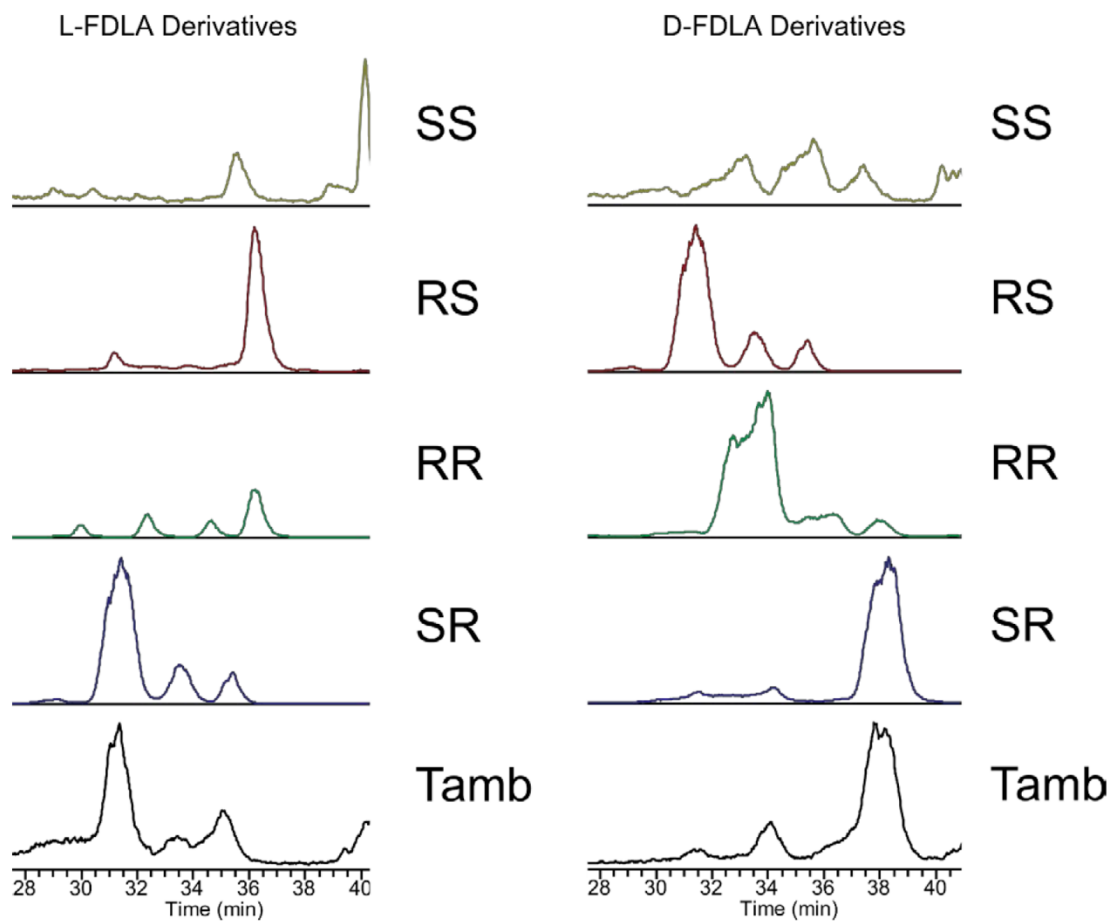 L-FDLA Derivatives
D-FDLA Derivatives
SS
SS
RS
RS
RR
RR
SR
SR
Tamb
Tamb
28 30 32 34 36 38 40
28 30 32 34 36 38 40
Time (min)
Time (min)